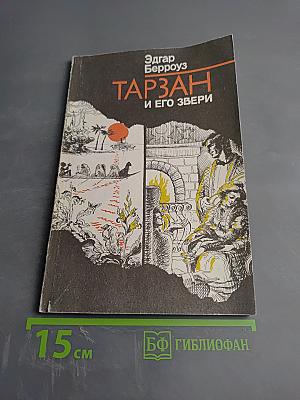 Эдгар
Берроуз
ТАРЗАН
И ЕГО ЗВЕРИ
15 см
БФ ГИБЛИОФАН